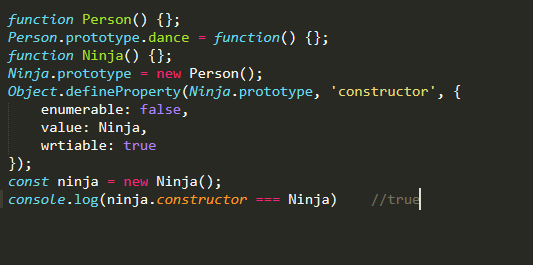 function Person() {};
Person.prototype.dance = function() {};
function Ninja() {};
Ninja.prototype = new Person();
Object.defineProperty(Ninja.prototype, 'constructor', {
    enumerable: false,
    value: Ninja,
    wrtiable: true
});
const ninja = new Ninja();
console.log(ninja.constructor === Ninja)    //true